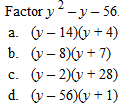 Factor y² – y – 56.
a. (y – 14)(y + 4)
b. (y – 8)(y + 7)
c. (y – 2)(y + 28)
d. (y – 56)(y + 1)